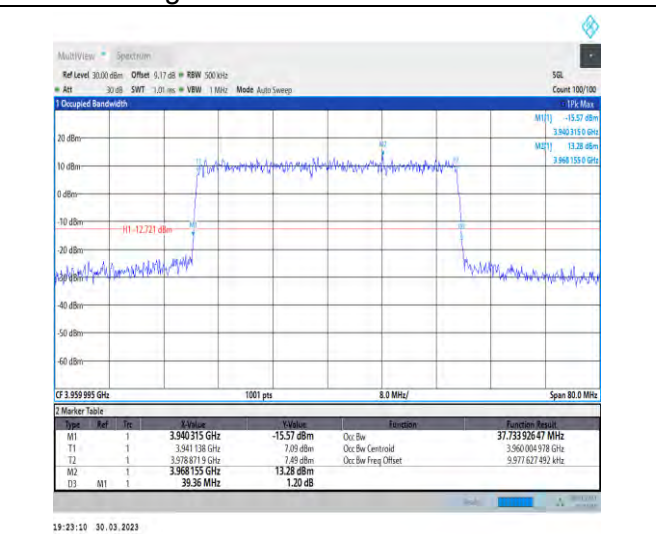 MultiView Spectrum
Ref Level 30.00 dBm Offset 9.17 dB RBW 500 kHz SGL
Att 30 dB SWT 1.01 ms VBW 1 MHz Mode Auto Sweep Count 100/100
1 Occupied Bandwidth 1Pk Max
M1[1] -15.57 dBm
3.940 315 0 GHz
M2[1] 13.28 dBm
3.968 155 0 GHz
20 dBm
10 dBm
0 dBm
-10 dBm
H1 -12.721 dBm
-20 dBm
-30 dBm
-40 dBm
-50 dBm
-60 dBm
CF 3.959 995 GHz 1001 pts 8.0 MHz/ Span 80.0 MHz
2 Marker Table
Type Ref Trc X-Value Y-Value Function Function Result
M1 1 3.940 315 GHz -15.57 dBm Occ Bw 37.733 926 47 MHz
T1 1 3.941 138 GHz 7.09 dBm Occ Bw Centroid 3.960 004 978 GHz
T2 1 3.978 871 9 GHz 7.49 dBm Occ Bw Freq Offset 9.977 627 492 kHz
M2 1 3.968 155 GHz 13.28 dBm
D3 M1 1 39.36 MHz 1.20 dB
19:23:10 30.03.2023